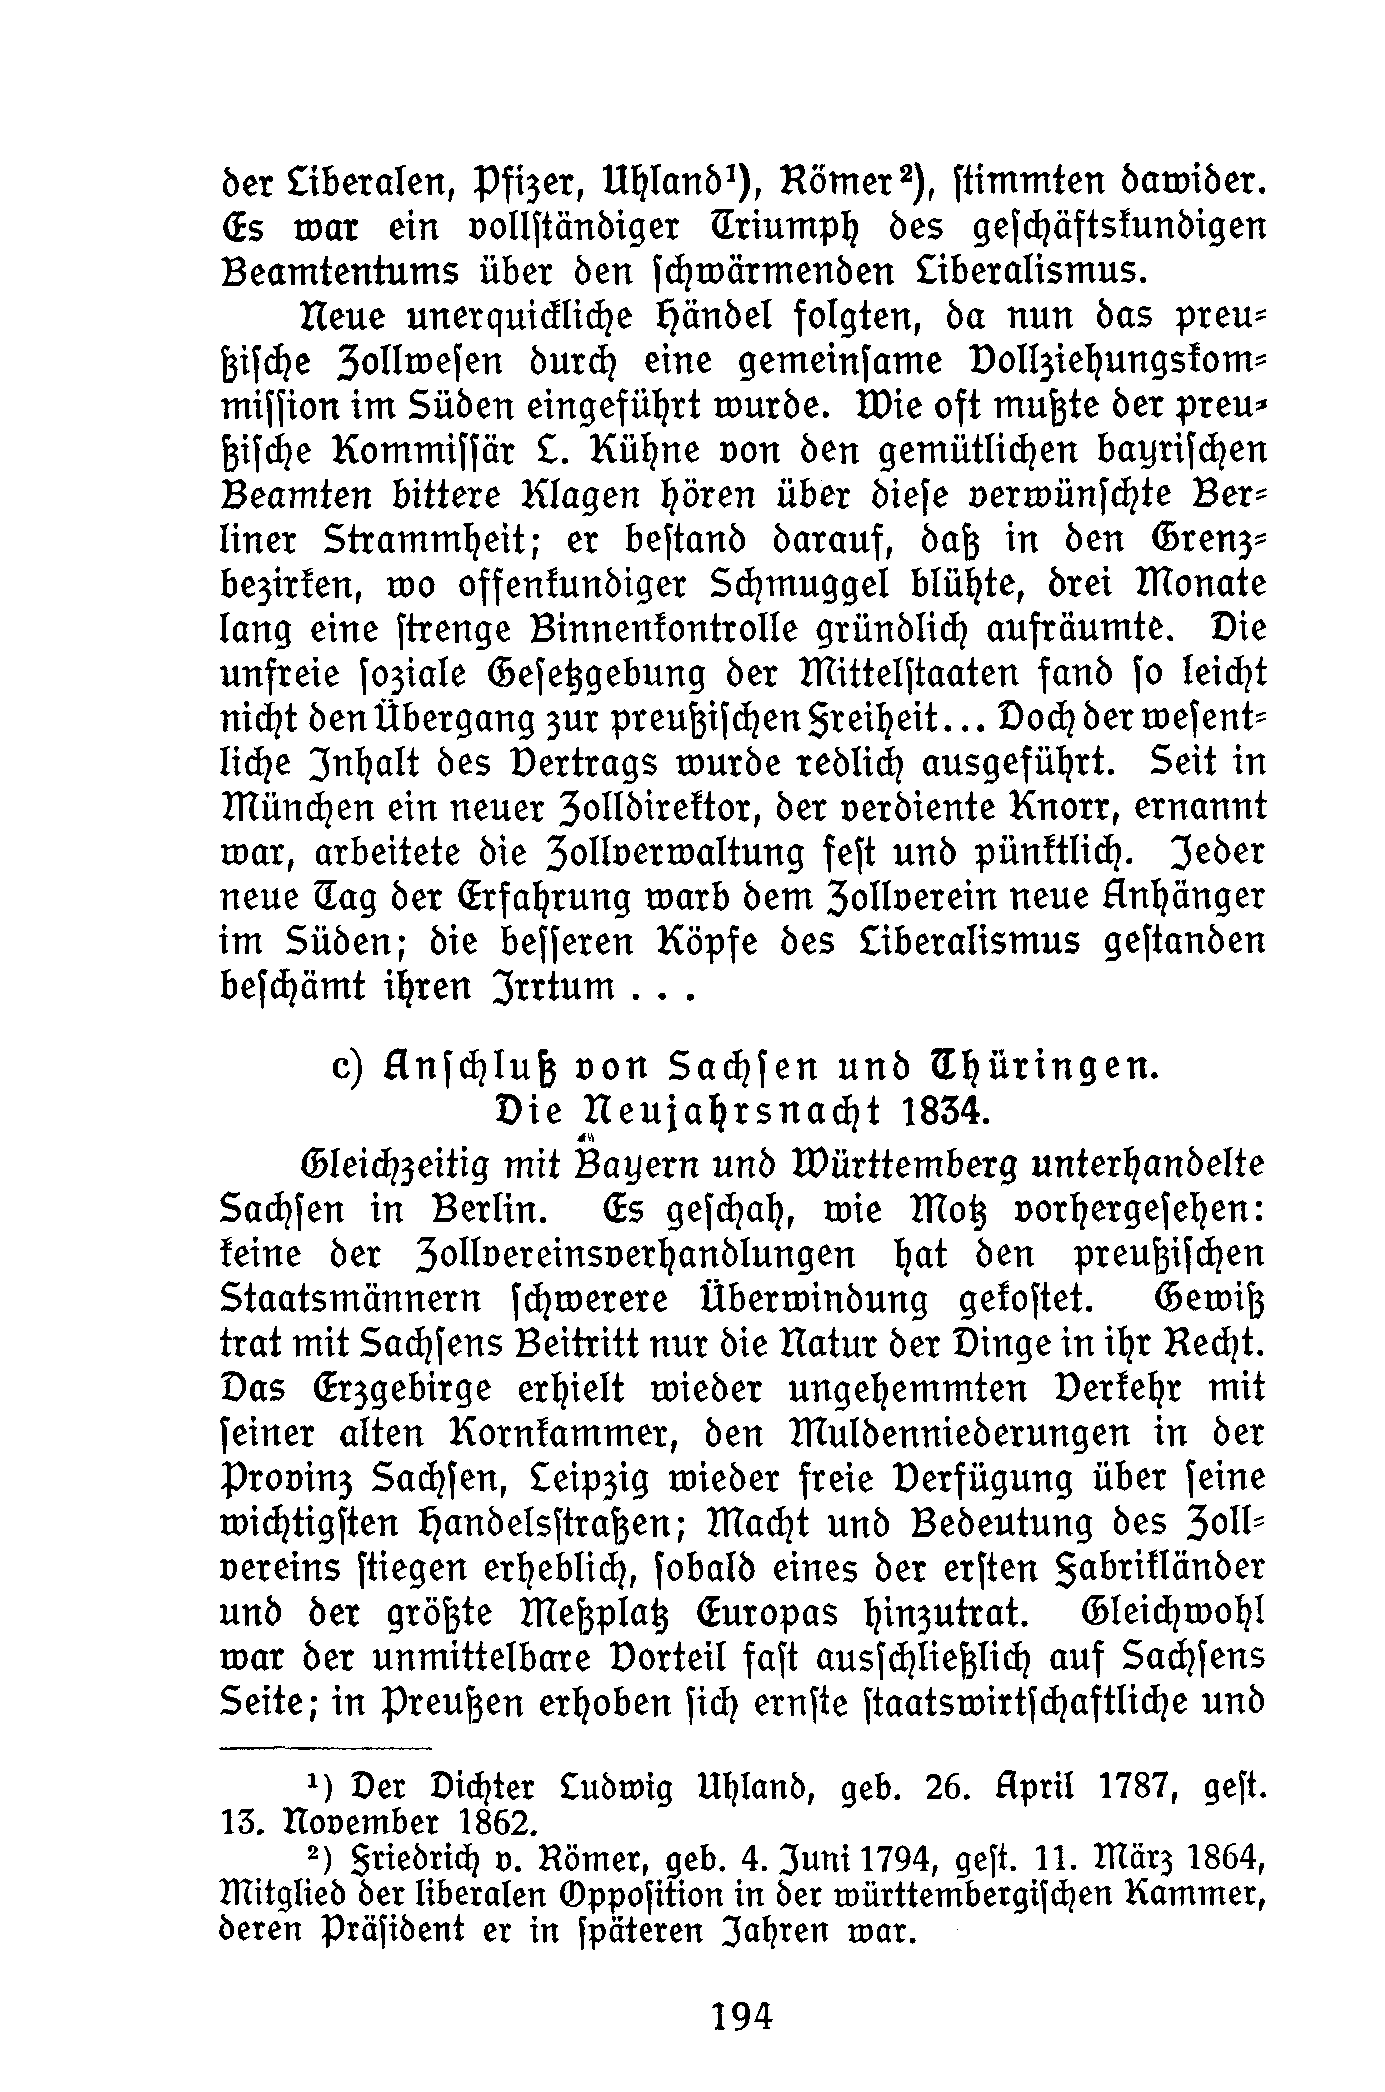 der Liberalen, Pfizer, Uhland¹), Römer²), stimmten dawider.
Es war ein vollständiger Triumph des geschäftskundigen
Beamtentums über den schwärmenden Liberalismus.
Neue unerquickliche Händel folgten, da nun das preu-
ßische Zollwesen durch eine gemeinsame Vollziehungskom-
mission im Süden eingeführt wurde. Wie oft mußte der preu-
ßische Kommissär L. Kühne von den gemütlichen bayrischen
Beamten bittere Klagen hören über diese verwünschte Ber-
liner Strammheit; er bestand darauf, daß in den Grenz-
bezirken, wo offenkundiger Schmuggel blühte, drei Monate
lang eine strenge Binnenkontrolle gründlich aufräumte. Die
unfreie soziale Gesetzgebung der Mittelstaaten fand so leicht
nicht den Übergang zur preußischen Freiheit... Doch der wesent-
liche Inhalt des Vertrags wurde redlich ausgeführt. Seit in
München ein neuer Zolldirektor, der verdiente Knorr, ernannt
war, arbeitete die Zollverwaltung fest und pünktlich. Jeder
neue Tag der Erfahrung warb dem Zollverein neue Anhänger
im Süden; die besseren Köpfe des Liberalismus gestanden
beschämt ihren Irrtum . . .
c) Anschluß von Sachsen und Thüringen.
Die Neujahrsnacht 1834.
Gleichzeitig mit Bayern und Württemberg unterhandelte
Sachsen in Berlin. Es geschah, wie Motz vorhergesehen:
keine der Zollvereinsverhandlungen hat den preußischen
Staatsmännern schwerere Überwindung gekostet. Gewiß
trat mit Sachsens Beitritt nur die Natur der Dinge in ihr Recht.
Das Erzgebirge erhielt wieder ungehemmten Verkehr mit
seiner alten Kornkammer, den Muldenniederungen in der
Provinz Sachsen, Leipzig wieder freie Verfügung über seine
wichtigsten Handelsstraßen; Macht und Bedeutung des Zoll-
vereins stiegen erheblich, sobald eines der ersten Fabrikländer
und der größte Meßplatz Europas hinzutrat. Gleichwohl
war der unmittelbare Vorteil fast ausschließlich auf Sachsens
Seite; in Preußen erhoben sich ernste staatswirtschaftliche und
¹) Der Dichter Ludwig Uhland, geb. 26. April 1787, gest.
13. November 1862.
²) Friedrich v. Römer, geb. 4. Juni 1794, gest. 11. März 1864,
Mitglied der liberalen Opposition in der württembergischen Kammer,
deren Präsident er in späteren Jahren war.
194